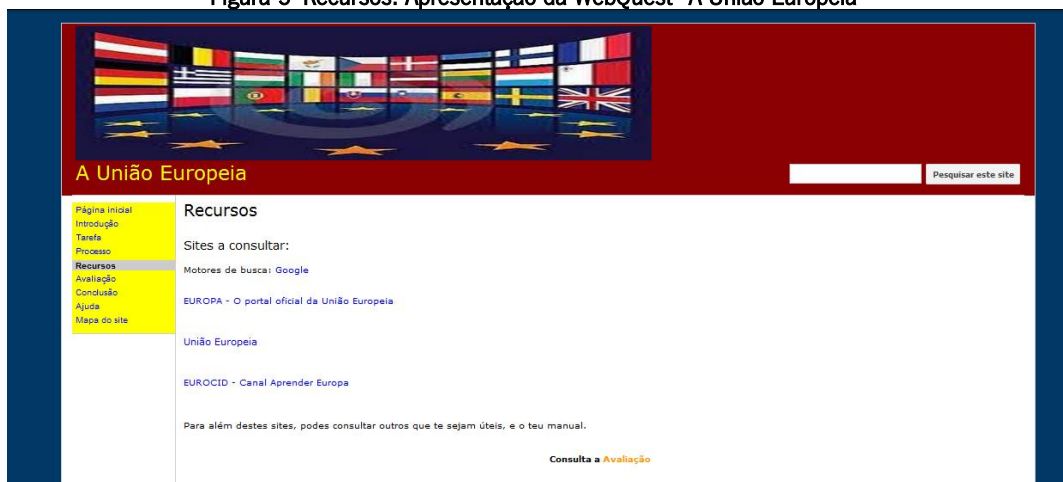 Figura 5 Recursos: Apresentação da WebQuest "A União Europeia"
A União Europeia
Pesquisar este site
Página inicial
Introdução
Tarefa
Processo
Recursos
Avaliação
Conclusão
Ajuda
Mapa do site
Recursos
Sites a consultar:
Motores de busca: Google
EUROPA - O portal oficial da União Europeia
União Europeia
EUROCID - Canal Aprender Europa
Para além destes sites, podes consultar outros que te sejam úteis, e o teu manual.
Consulta a Avaliação